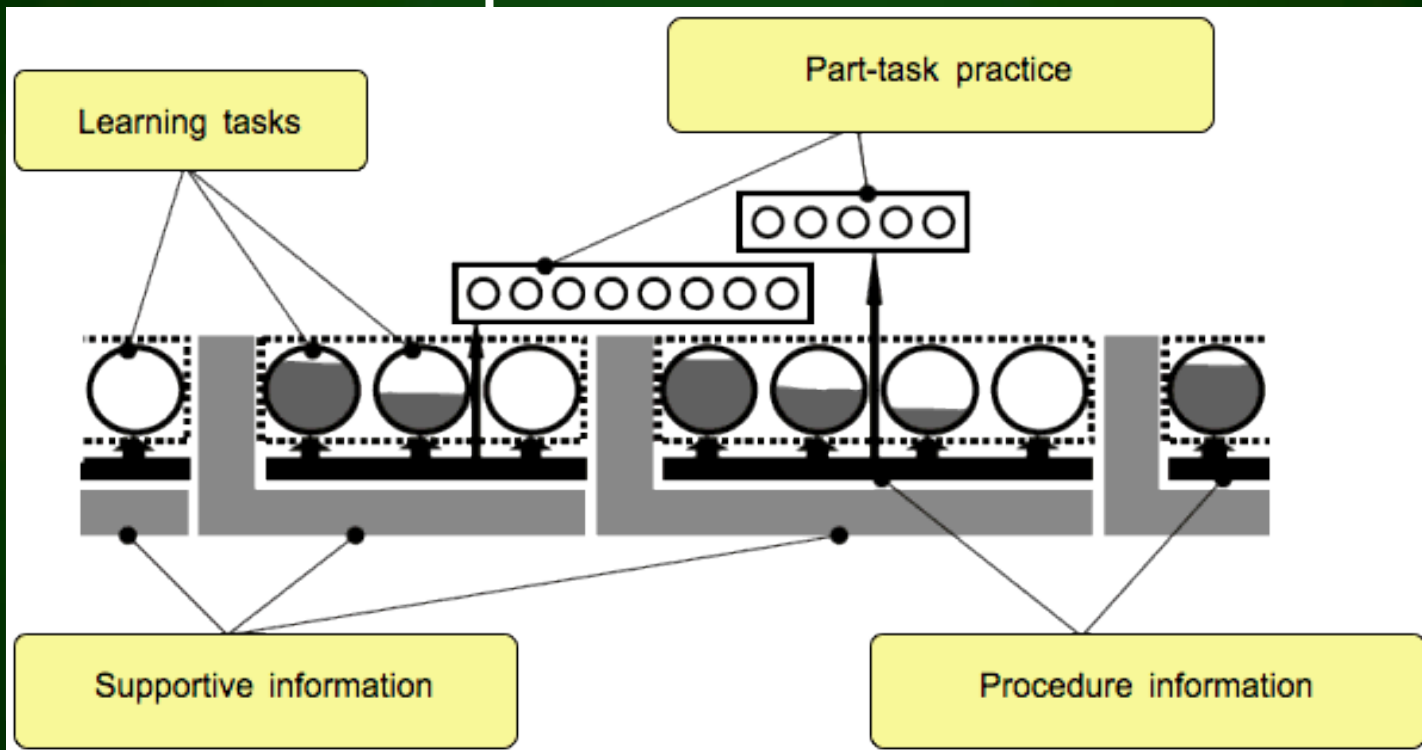 Part-task practice
Learning tasks
Supportive information
Procedure information